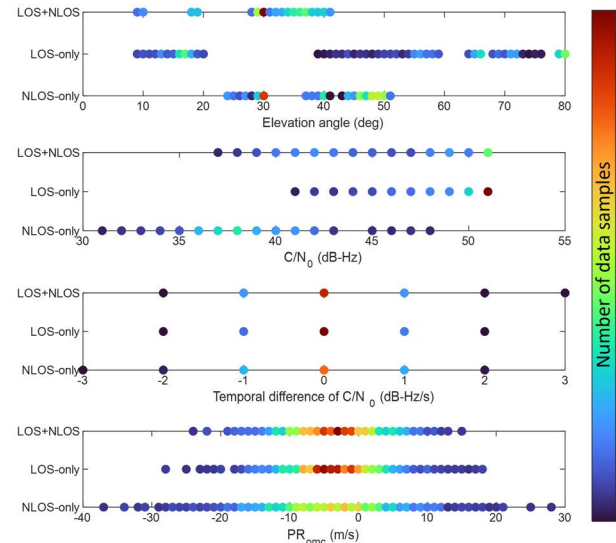 LOS+NLOS
LOS-only
NLOS-only
0 10 20 30 40 50 60 70 80
Elevation angle (deg)
LOS+NLOS
LOS-only
NLOS-only
30 35 40 45 50 55
C/N0 (dB-Hz)
LOS+NLOS
LOS-only
NLOS-only
-3 -2 -1 0 1 2 3
Temporal difference of C/N 0 (dB-Hz/s)
LOS+NLOS
LOS-only
NLOS-only
-40 -30 -20 -10 0 10 20 30
PRomc (m/s)
Number of data samples